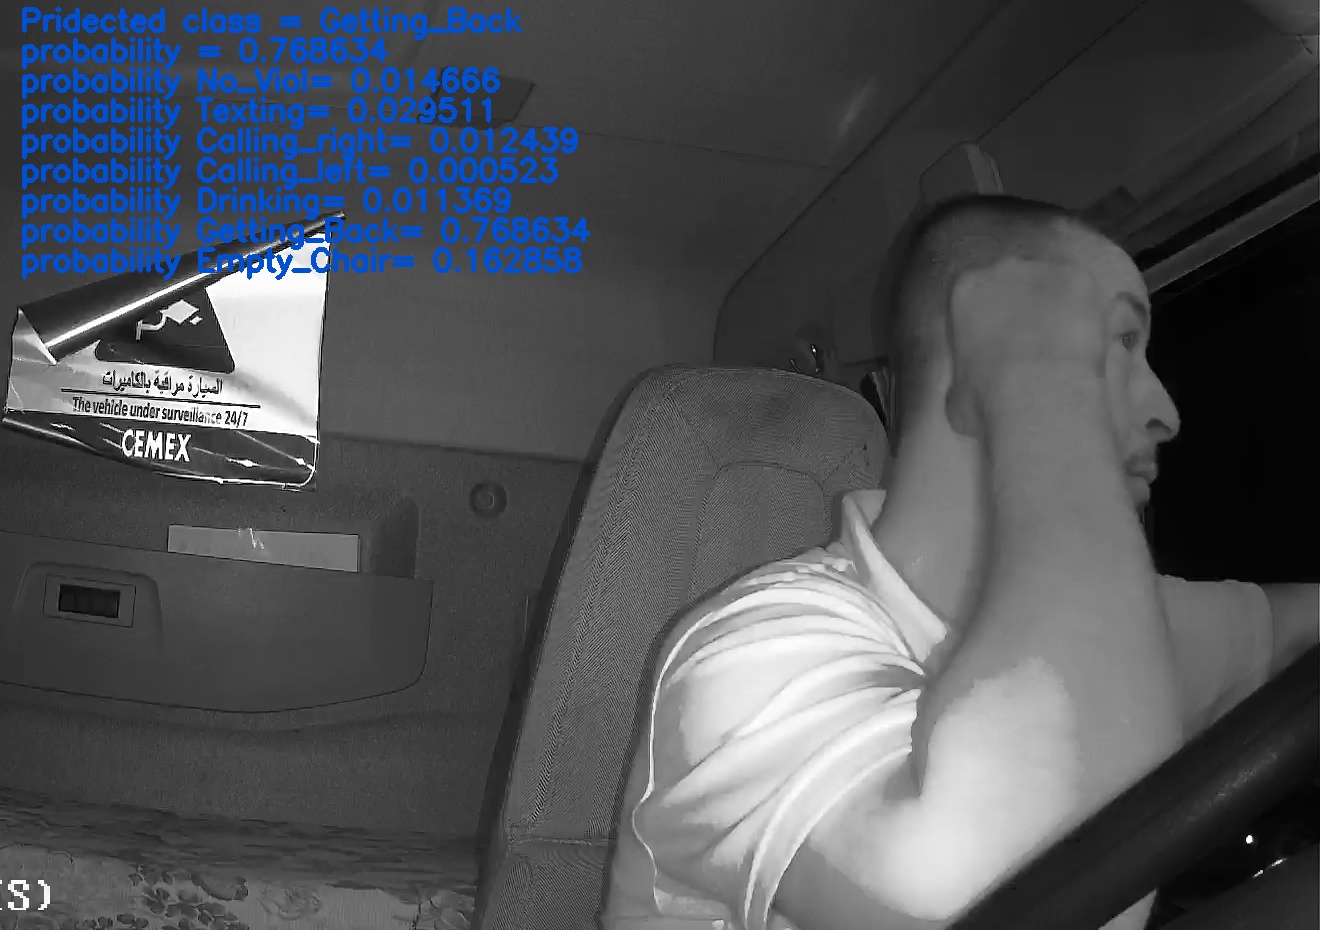 Pridected class = Getting_Back
probability = 0.768634
probability No_Viol= 0.014666
probability Texting= 0.029511
probability Calling_right= 0.012439
probability Calling_left= 0.000523
probability Drinking= 0.011369
probability Getting_Back= 0.768634
probability Empty_Chair= 0.162858
السيارة مراقبة بالكاميرات
The vehicle under surveillance 24/7
CEMEX
S)